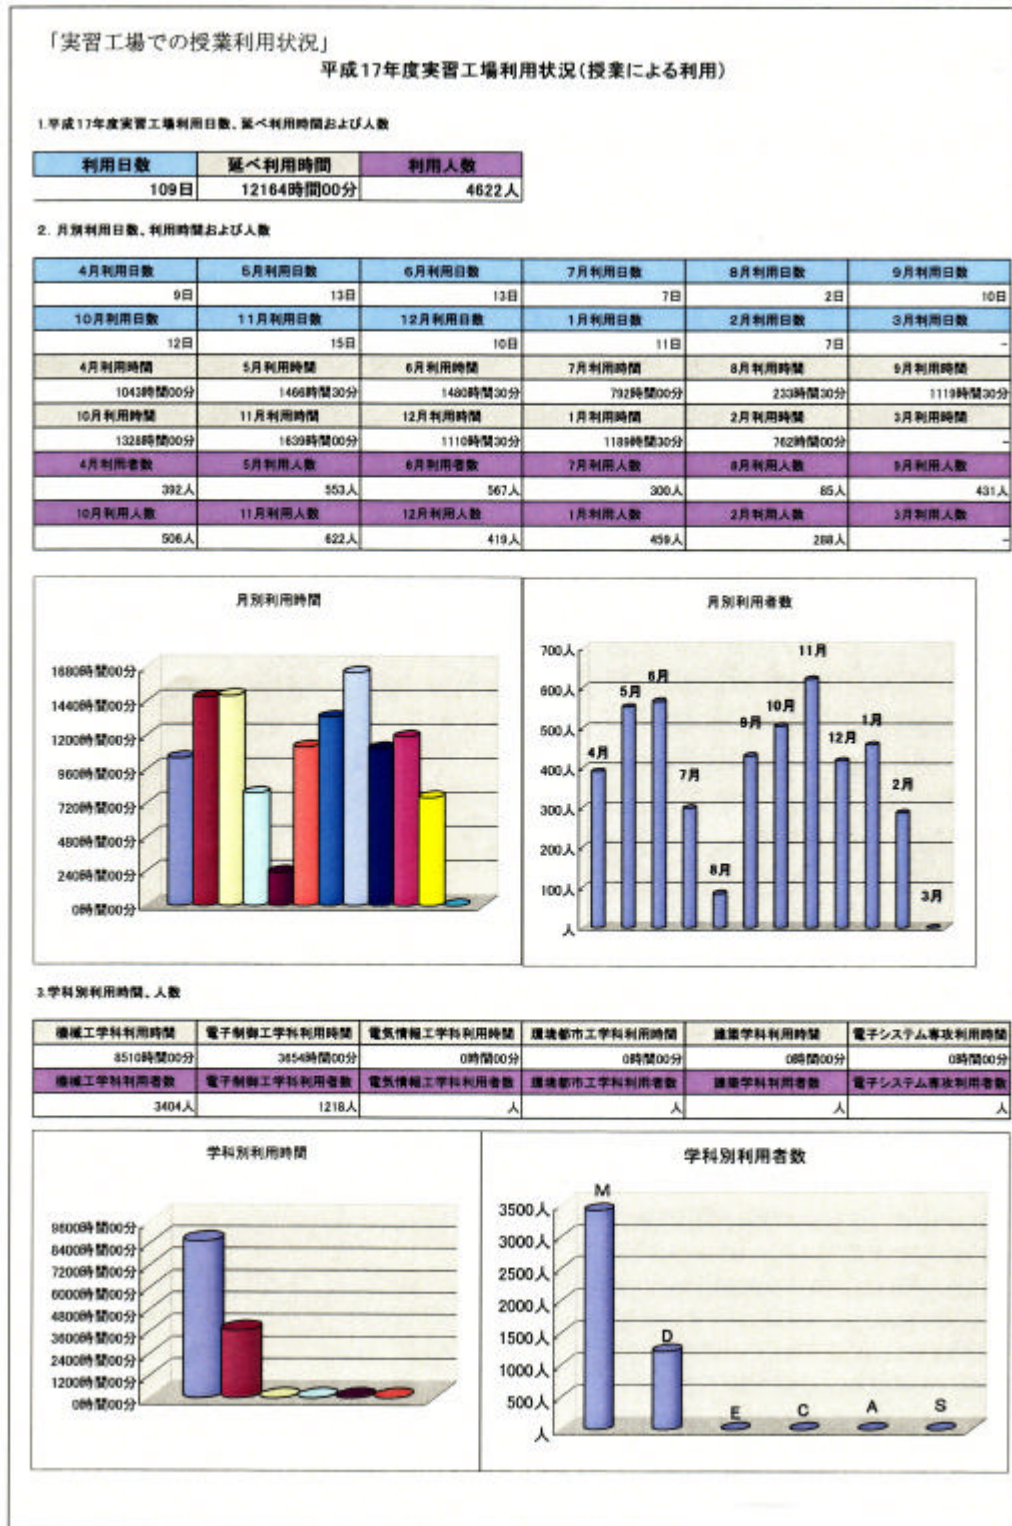 「実習工場での授業利用状況」
平成17年度実習工場利用状況(授業による利用)
1.平成17年度実習工場利用日数、延べ利用時間および人数
利用日数 延べ利用時間 利用人数
109日 12164時間00分 4622人
2. 月別利用日数、利用時間および人数
4月利用日数 5月利用日数 6月利用日数 7月利用日数 8月利用日数 9月利用日数
9日 13日 13日 7日 2日 10日
10月利用日数 11月利用日数 12月利用日数 1月利用日数 2月利用日数 3月利用日数
12日 15日 10日 11日 7日 -
4月利用時間 5月利用時間 6月利用時間 7月利用時間 8月利用時間 9月利用時間
1043時間00分 1466時間30分 1480時間30分 792時間00分 233時間30分 1119時間30分
10月利用時間 11月利用時間 12月利用時間 1月利用時間 2月利用時間 3月利用時間
1328時間00分 1639時間00分 1110時間30分 1189時間30分 762時間00分 -
4月利用者数 5月利用人数 6月利用者数 7月利用人数 8月利用人数 9月利用人数
392人 553人 567人 300人 85人 431人
10月利用人数 11月利用人数 12月利用人数 1月利用人数 2月利用人数 3月利用人数
506人 622人 419人 459人 288人 -
月別利用時間
1680時間00分
1440時間00分
1200時間00分
960時間00分
720時間00分
480時間00分
240時間00分
0時間00分
月別利用者数
700人
600人
500人
400人
300人
200人
100人
人
4月 5月 6月 7月 8月 9月 10月 11月 12月 1月 2月 3月
3.学科別利用時間、人数
機械工学科利用時間 電子制御工学科利用時間 電気情報工学科利用時間 環境都市工学科利用時間 建築学科利用時間 電子システム専攻利用時間
8510時間00分 3654時間00分 0時間00分 0時間00分 0時間00分 0時間00分
機械工学科利用者数 電子制御工学科利用者数 電気情報工学科利用者数 環境都市工学科利用者数 建築学科利用者数 電子システム専攻利用者数
3404人 1218人 人 人 人 人
学科別利用時間
9600時間00分
8400時間00分
7200時間00分
6000時間00分
4800時間00分
3600時間00分
2400時間00分
1200時間00分
0時間00分
学科別利用者数
3500人
3000人
2500人
2000人
1500人
1000人
500人
人
M D E C A S